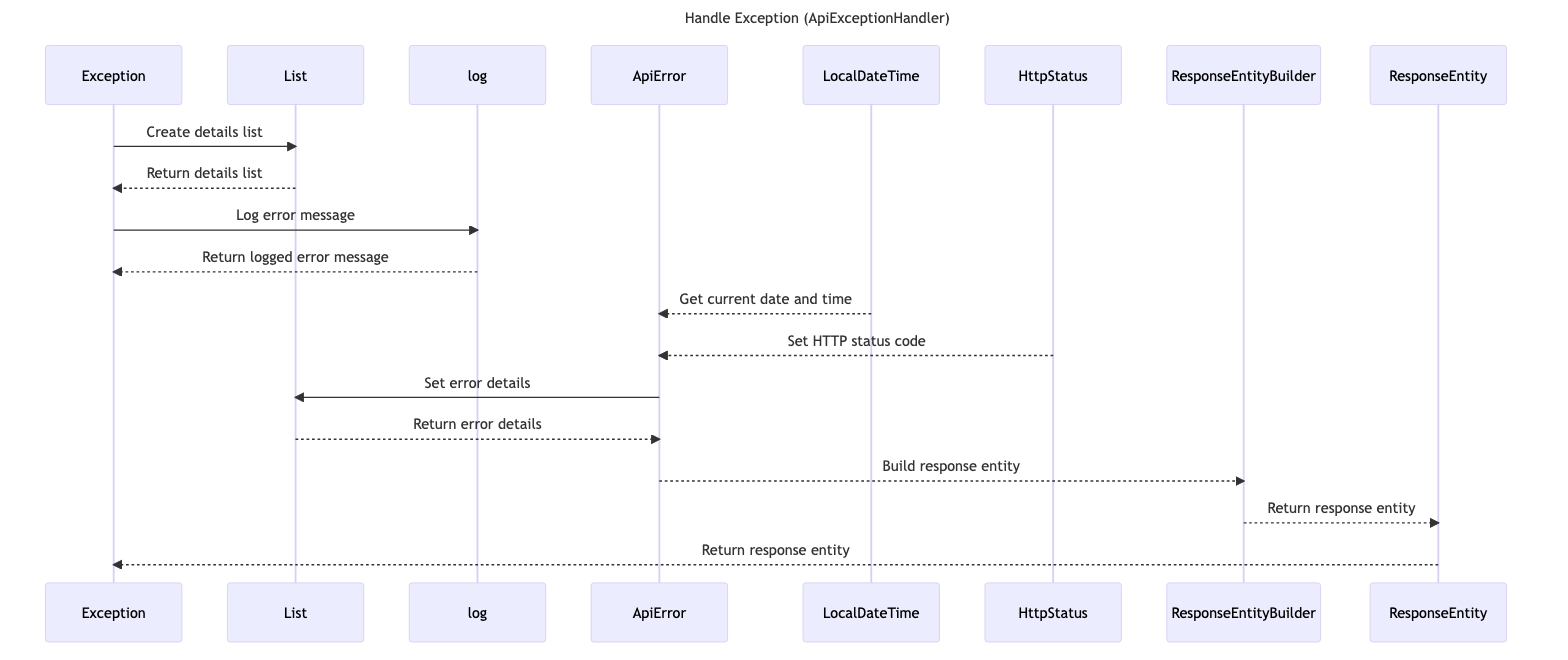 Handle Exception (ApiExceptionHandler)
Exception
List
log
ApiError
LocalDateTime
HttpStatus
ResponseEntityBuilder
ResponseEntity
Create details list
Return details list
Log error message
Return logged error message
Get current date and time
Set HTTP status code
Set error details
Return error details
Build response entity
Return response entity
Return response entity
Exception
List
log
ApiError
LocalDateTime
HttpStatus
ResponseEntityBuilder
ResponseEntity